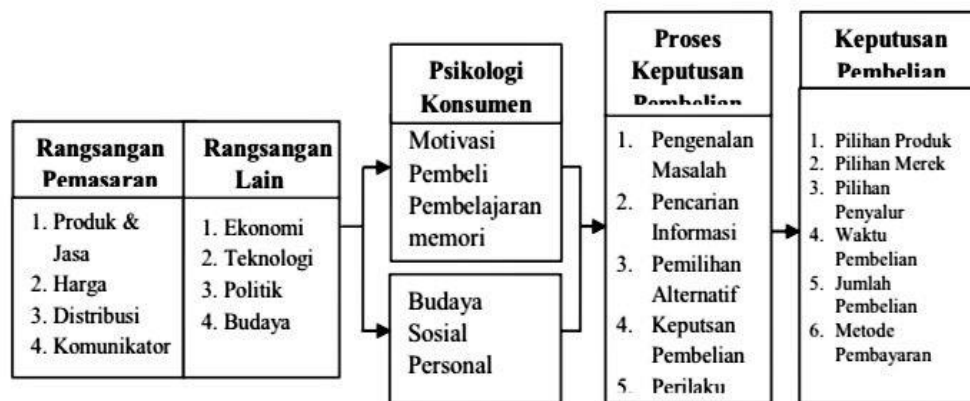 Rangsangan
Pemasaran
1. Produk &
Jasa
2. Harga
3. Distribusi
4. Komunikator
Rangsangan
Lain
1. Ekonomi
2. Teknologi
3. Politik
4. Budaya
Psikologi
Konsumen
Motivasi
Pembeli
Pembelajaran
memori
Budaya
Sosial
Personal
Proses
Keputusan
Pembelian
1. Pengenalan
Masalah
2. Pencarian
Informasi
3. Pemilihan
Alternatif
4. Keputsan
Pembelian
5. Perilaku
Keputusan
Pembelian
1. Pilihan Produk
2. Pilihan Merek
3. Pilihan
Penyalur
4. Waktu
Pembelian
5. Jumlah
Pembelian
6. Metode
Pembayaran